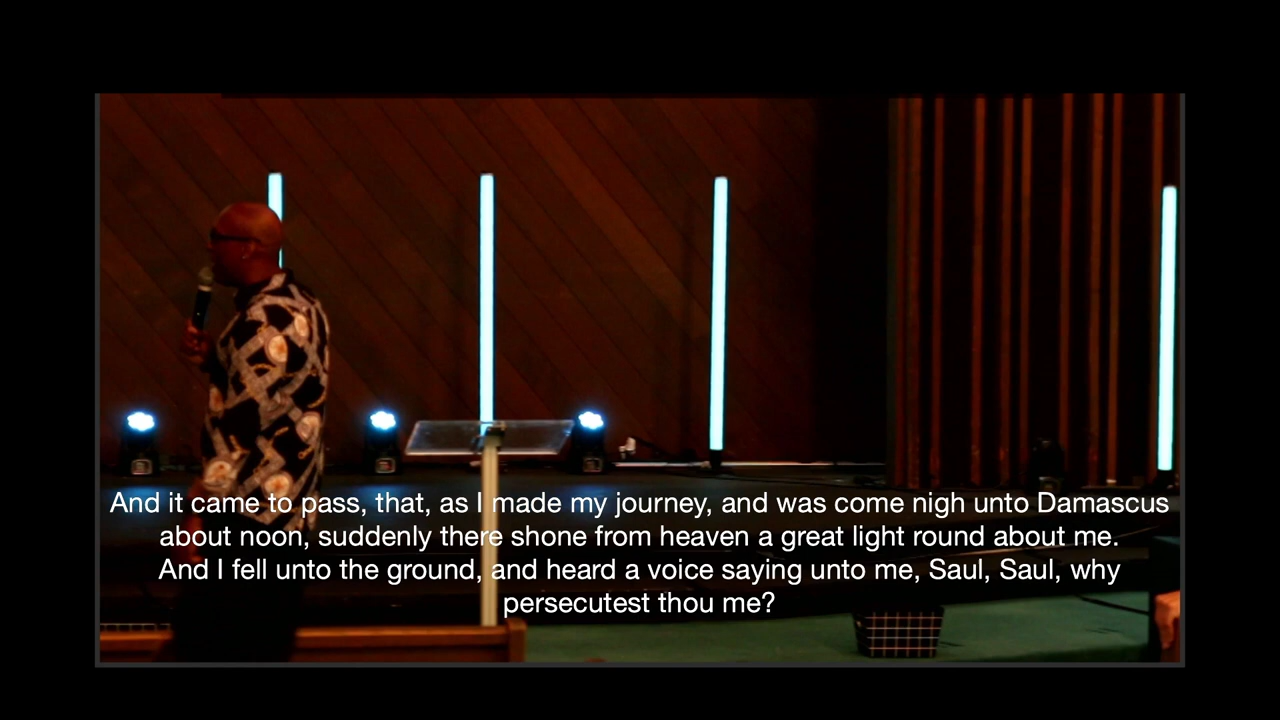 And it came to pass, that, as I made my journey, and was come nigh unto Damascus
about noon, suddenly there shone from heaven a great light round about me.
And I fell unto the ground, and heard a voice saying unto me, Saul, Saul, why
persecutest thou me?